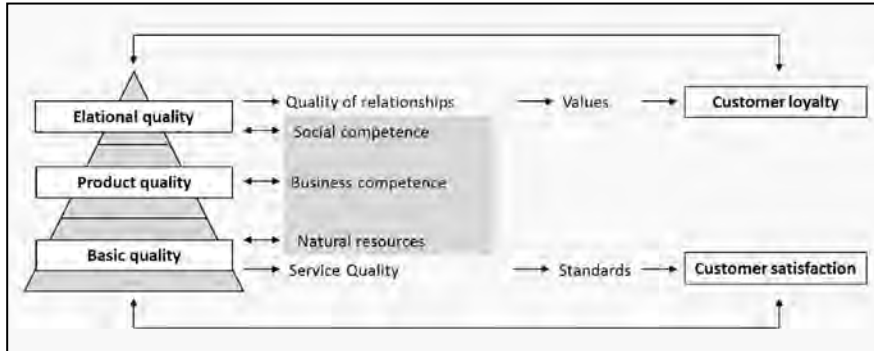 Elational quality
Quality of relationships
Values
Customer loyalty
Social competence
Product quality
Business competence
Natural resources
Basic quality
Service Quality
Standards
Customer satisfaction